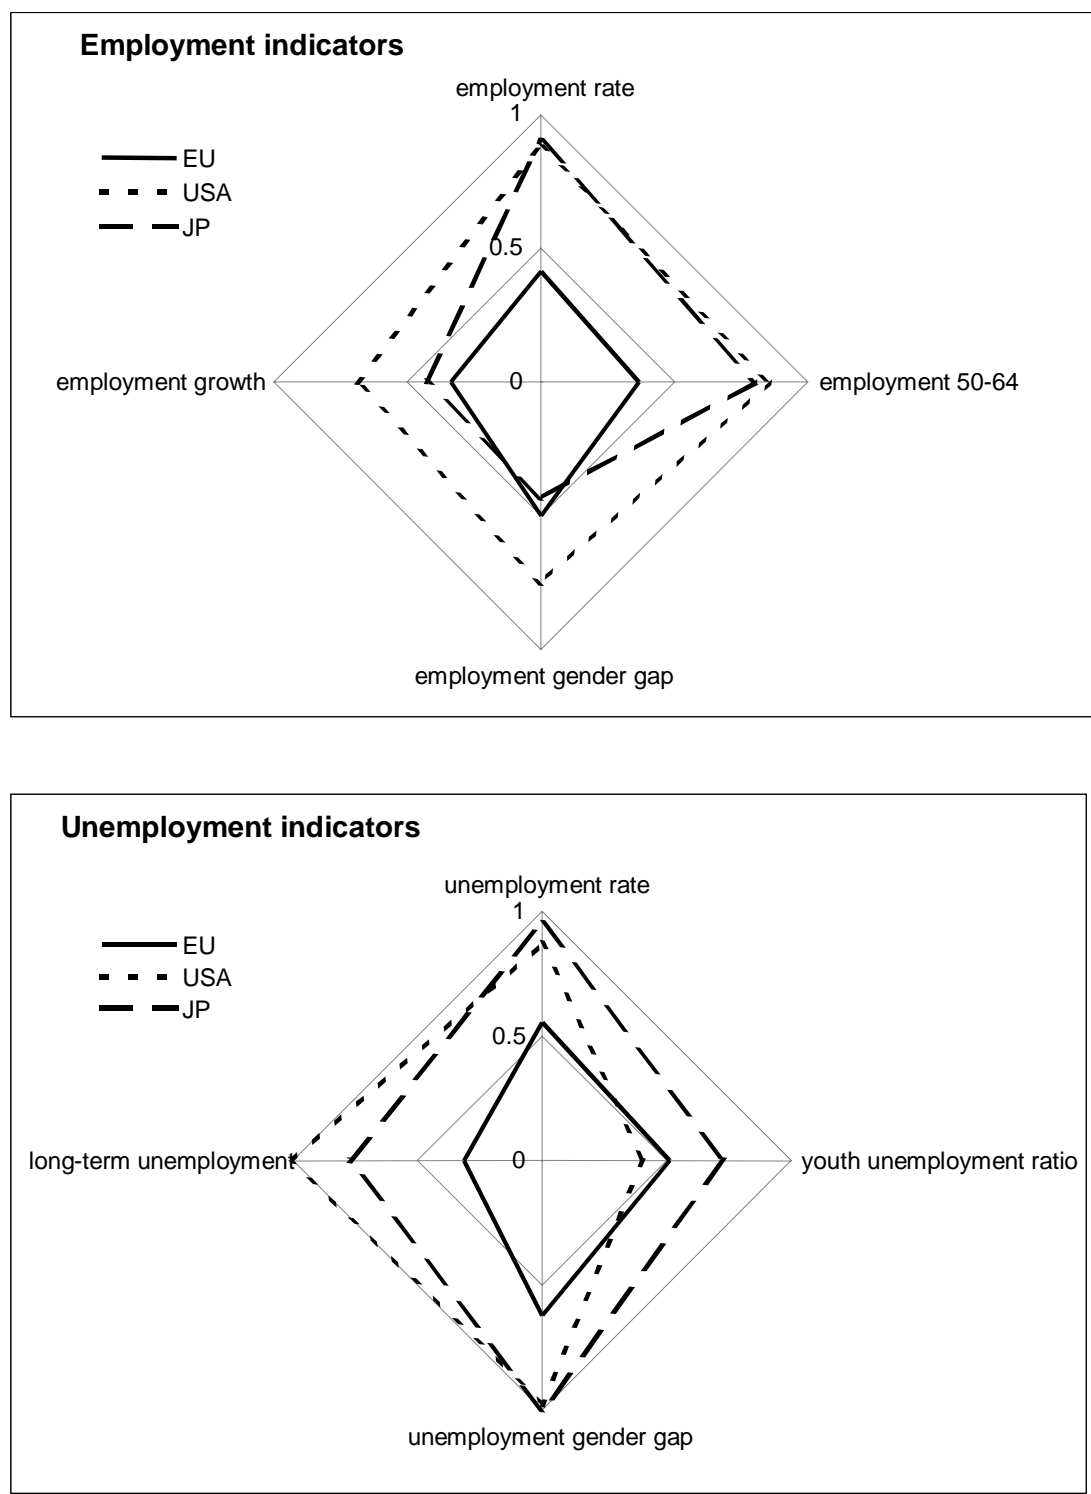 Employment indicators
employment rate
1
EU
USA
JP
0.5
employment growth
0
employment 50-64
employment gender gap
Unemployment indicators
unemployment rate
1
EU
USA
JP
0.5
long-term unemployment
0
youth unemployment ratio
unemployment gender gap